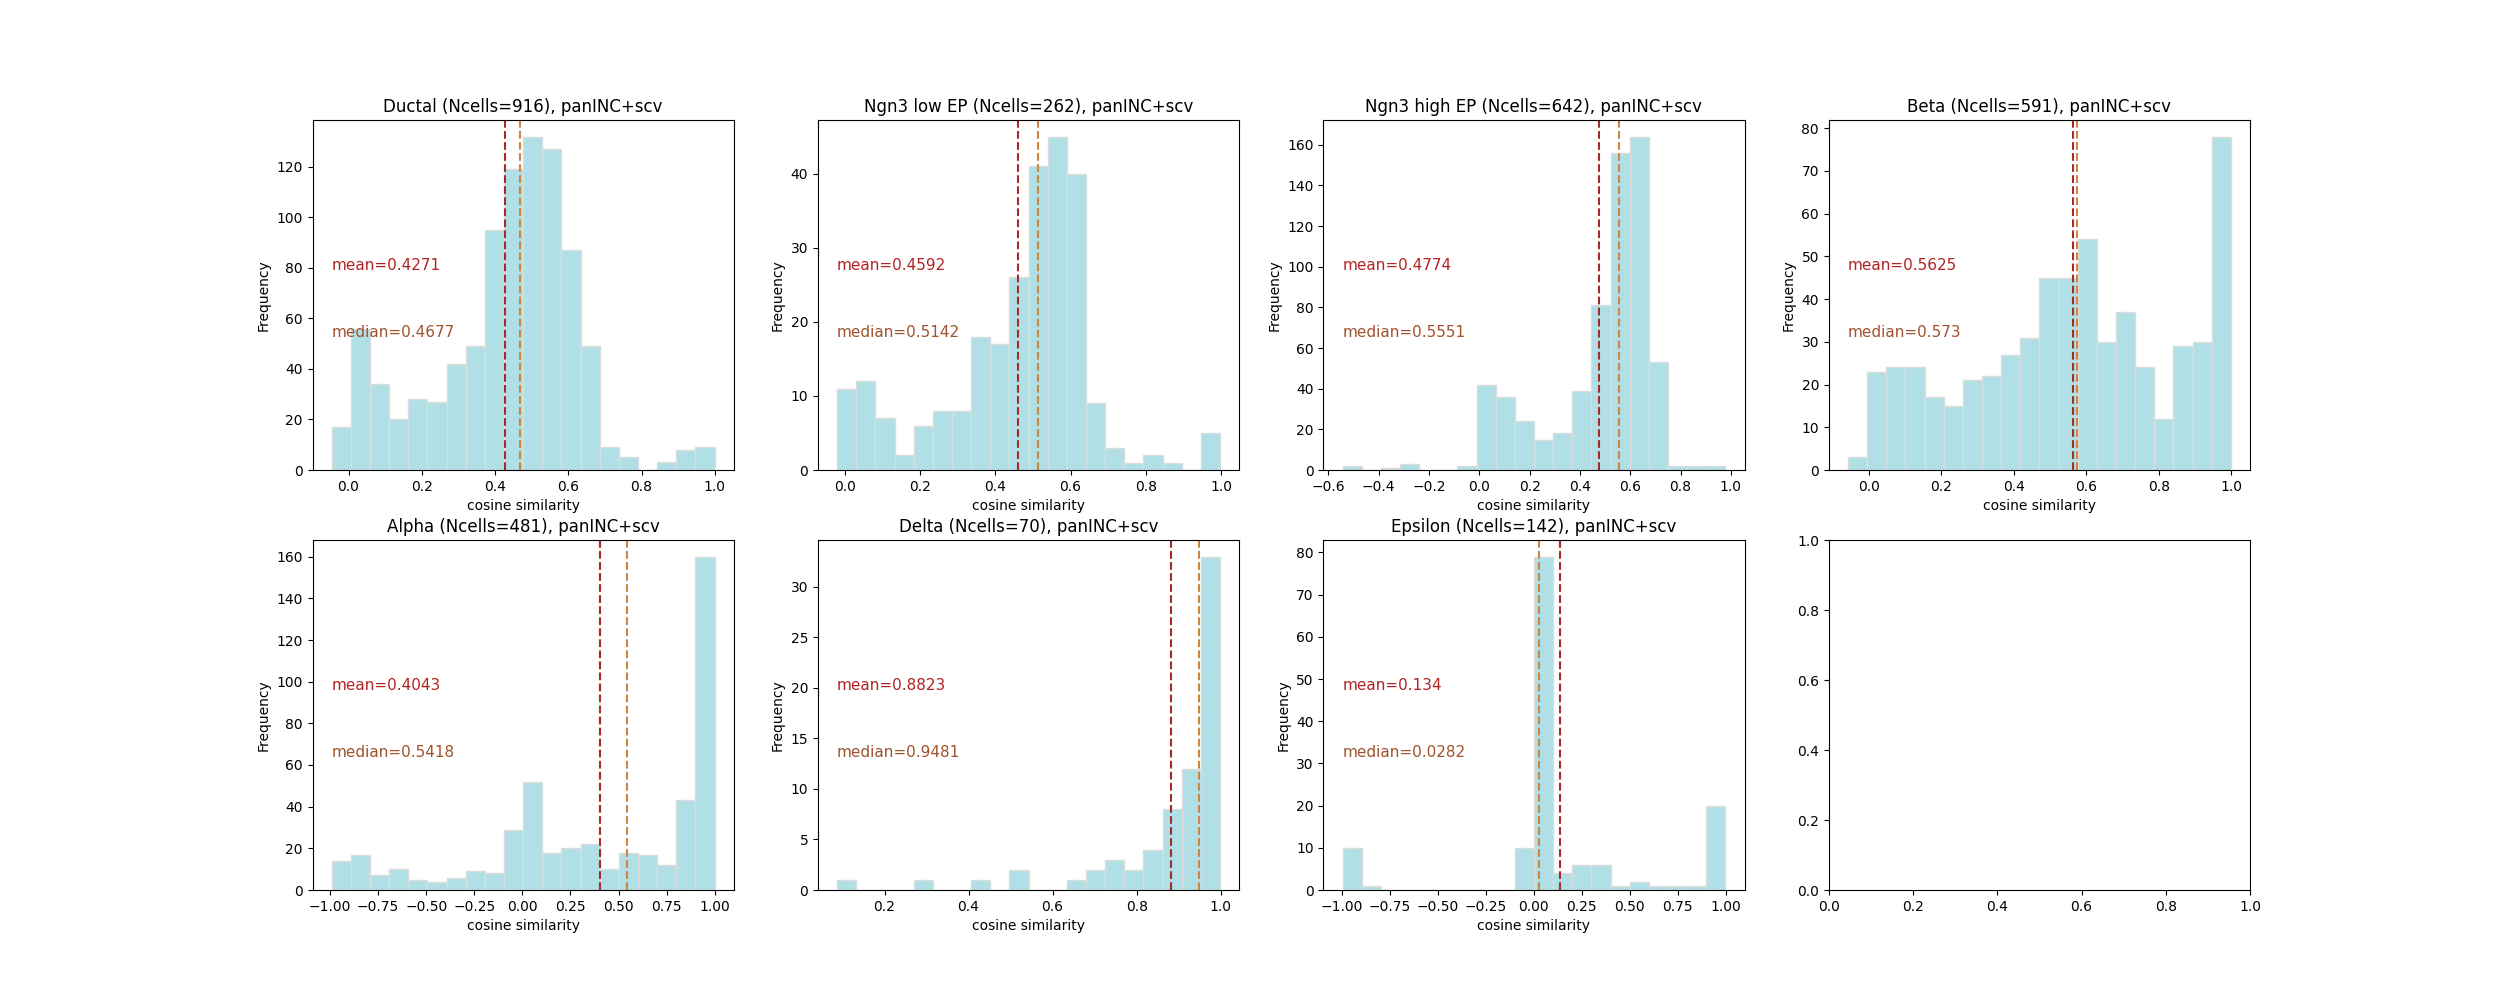 Ductal (Ncells=916), panINC+scv
Frequency
120
100
80
60
40
20
0
mean=0.4271
median=0.4677
0.0 0.2 0.4 0.6 0.8 1.0
cosine similarity
Ngn3 low EP (Ncells=262), panINC+scv
Frequency
40
30
20
10
0
mean=0.4592
median=0.5142
0.0 0.2 0.4 0.6 0.8 1.0
cosine similarity
Ngn3 high EP (Ncells=642), panINC+scv
Frequency
160
140
120
100
80
60
40
20
0
mean=0.4774
median=0.5551
−0.6 −0.4 −0.2 0.0 0.2 0.4 0.6 0.8 1.0
cosine similarity
Beta (Ncells=591), panINC+scv
Frequency
80
70
60
50
40
30
20
10
0
mean=0.5625
median=0.573
0.0 0.2 0.4 0.6 0.8 1.0
cosine similarity
Alpha (Ncells=481), panINC+scv
Frequency
160
140
120
100
80
60
40
20
0
mean=0.4043
median=0.5418
−1.00 −0.75 −0.50 −0.25 0.00 0.25 0.50 0.75 1.00
cosine similarity
Delta (Ncells=70), panINC+scv
Frequency
30
25
20
15
10
5
0
mean=0.8823
median=0.9481
0.2 0.4 0.6 0.8 1.0
cosine similarity
Epsilon (Ncells=142), panINC+scv
Frequency
80
70
60
50
40
30
20
10
0
mean=0.134
median=0.0282
−1.00 −0.75 −0.50 −0.25 0.00 0.25 0.50 0.75 1.00
cosine similarity
1.0
0.8
0.6
0.4
0.2
0.0
0.0 0.2 0.4 0.6 0.8 1.0